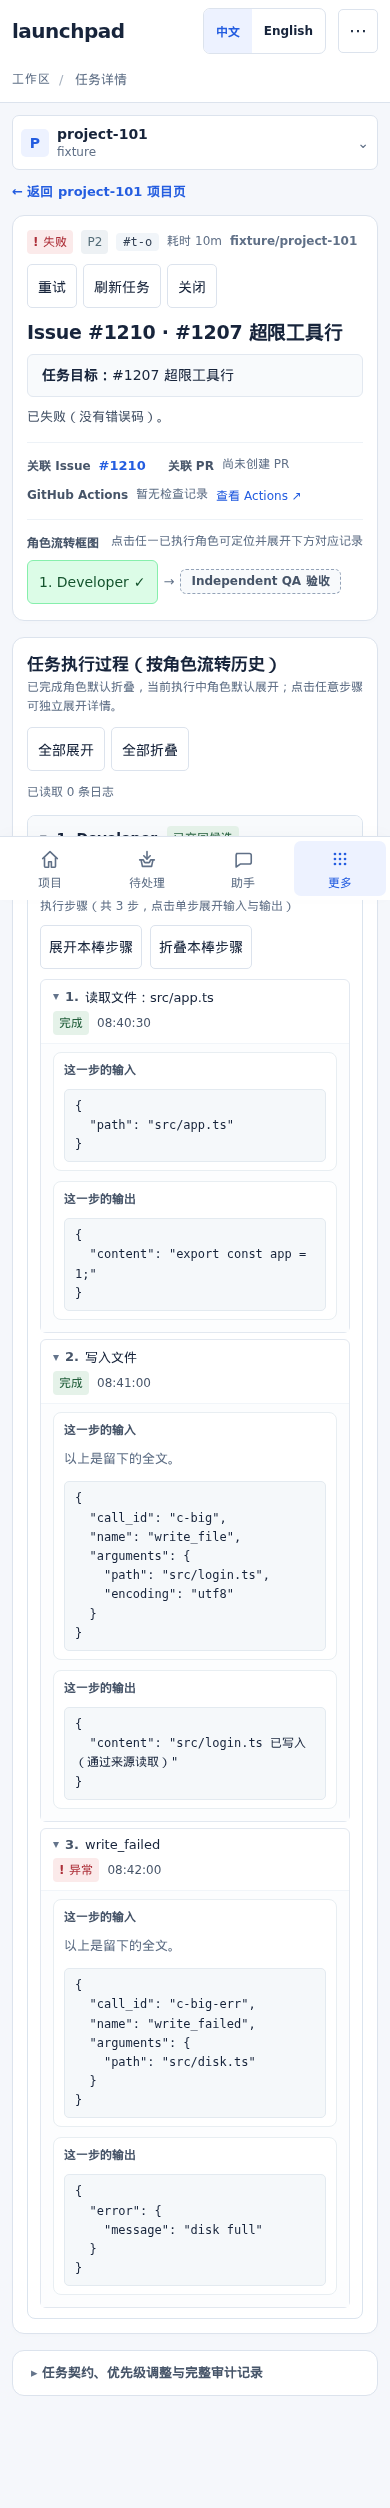 launchpad
中文 English ⋯
工作区 / 任务详情
P project-101
fixture
← 返回 project-101 项目页
! 失败 P2 #t-o 耗时 10m fixture/project-101
重试 刷新任务 关闭
Issue #1210 · #1207 超限工具行
任务目标：#1207 超限工具行
已失败（没有错误码）。
关联 Issue #1210 关联 PR 尚未创建 PR
GitHub Actions 暂无检查记录 查看 Actions ↗
角色流转框图 点击任一已执行角色可定位并展开下方对应记录
1. Developer ✓ → Independent QA 验收
任务执行过程（按角色流转历史）
已完成角色默认折叠，当前执行中角色默认展开；点击任意步骤
可独立展开详情。
全部展开 全部折叠
已读取 0 条日志
项目 待处理 助手 更多
执行步骤（共 3 步，点击单步展开输入与输出）
展开本棒步骤 折叠本棒步骤
▾ 1. 读取文件：src/app.ts
完成 08:40:30
这一步的输入
{
"path": "src/app.ts"
}
这一步的输出
{
"content": "export const app =
1;"
}
▾ 2. 写入文件
完成 08:41:00
这一步的输入
以上是留下的全文。
{
"call_id": "c-big",
"name": "write_file",
"arguments": {
"path": "src/login.ts",
"encoding": "utf8"
}
}
这一步的输出
{
"content": "src/login.ts 已写入
（通过来源读取）"
}
▾ 3. write_failed
! 异常 08:42:00
这一步的输入
以上是留下的全文。
{
"call_id": "c-big-err",
"name": "write_failed",
"arguments": {
"path": "src/disk.ts"
}
}
这一步的输出
{
"error": {
"message": "disk full"
}
}
▸ 任务契约、优先级调整与完整审计记录